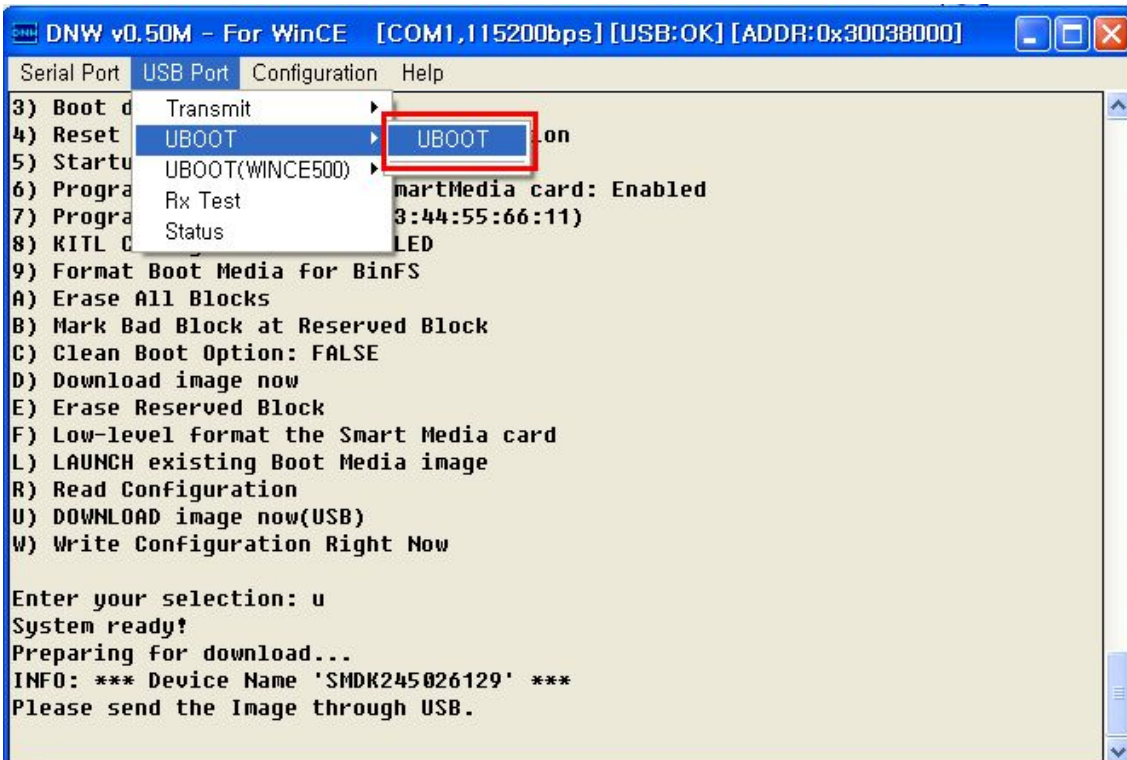 DNW v0.50M - For WinCE [COM1,115200bps][USB:OK][ADDR:0x30038000]
Serial Port USB Port Configuration Help
Transmit
UBOOT
UBOOT
UBOOT(WINCE500)
Rx Test
Status
3) Boot d
4) Reset on
5) Startu
6) Progra martMedia card: Enabled
7) Progra 3:44:55:66:11)
8) KITL C LED
9) Format Boot Media for BinFS
A) Erase All Blocks
B) Mark Bad Block at Reserved Block
C) Clean Boot Option: FALSE
D) Download image now
E) Erase Reserved Block
F) Low-level format the Smart Media card
L) LAUNCH existing Boot Media image
R) Read Configuration
U) DOWNLOAD image now(USB)
W) Write Configuration Right Now
Enter your selection: u
System ready!
Preparing for download...
INFO: *** Device Name 'SMDK245026129' ***
Please send the Image through USB.